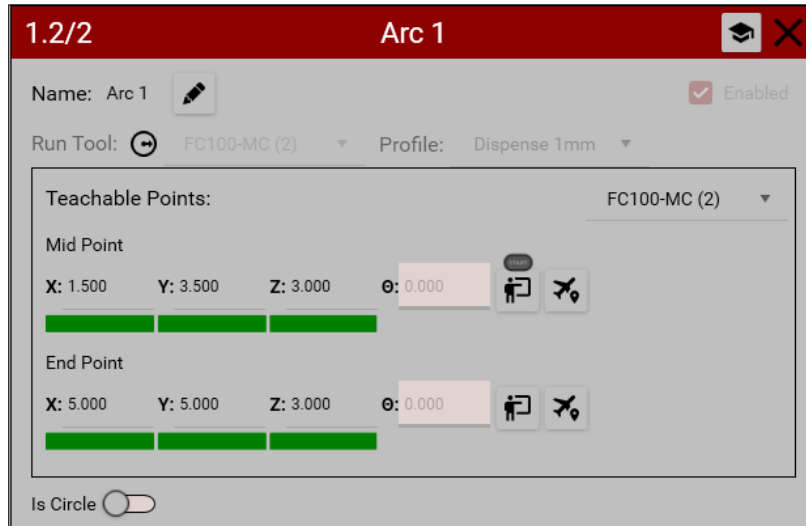 1.2/2 Arc 1
Name: Arc 1 Enabled
Run Tool: FC100-MC (2) Profile: Dispense 1mm
Teachable Points: FC100-MC (2)
Mid Point
START
X: 1.500 Y: 3.500 Z: 3.000 Θ: 0.000
End Point
X: 5.000 Y: 5.000 Z: 3.000 Θ: 0.000
Is Circle